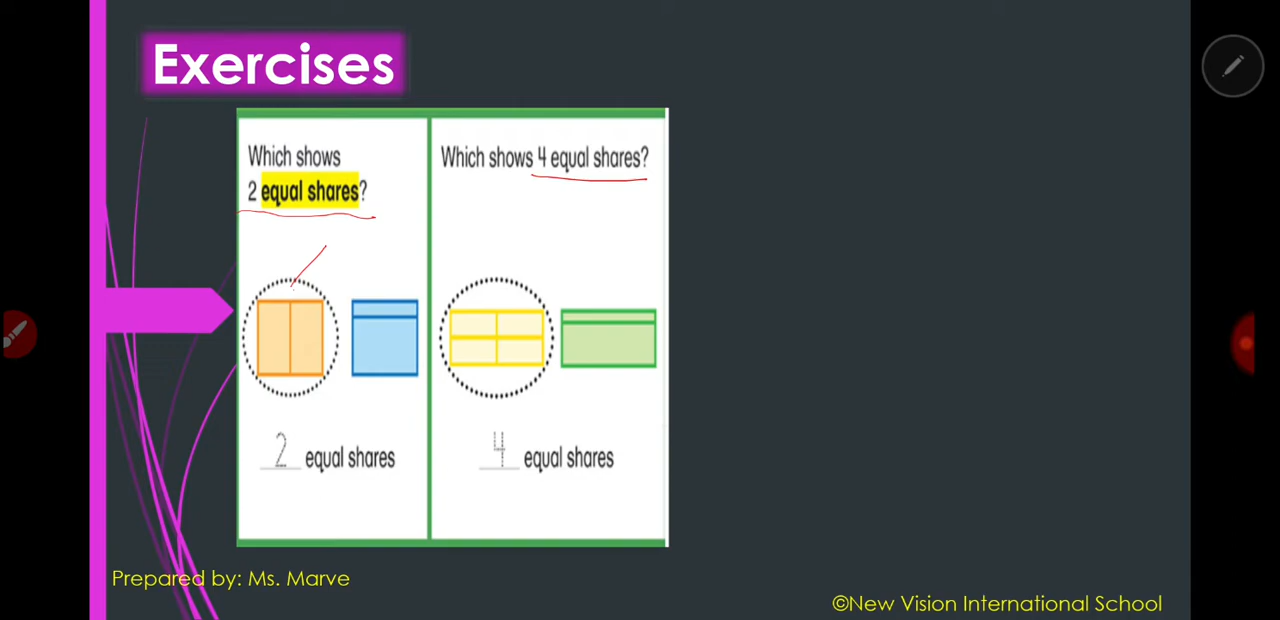 Exercises
Which shows
2 equal shares?
Which shows 4 equal shares?
2 equal shares
4 equal shares
Prepared by: Ms. Marve
©New Vision International School